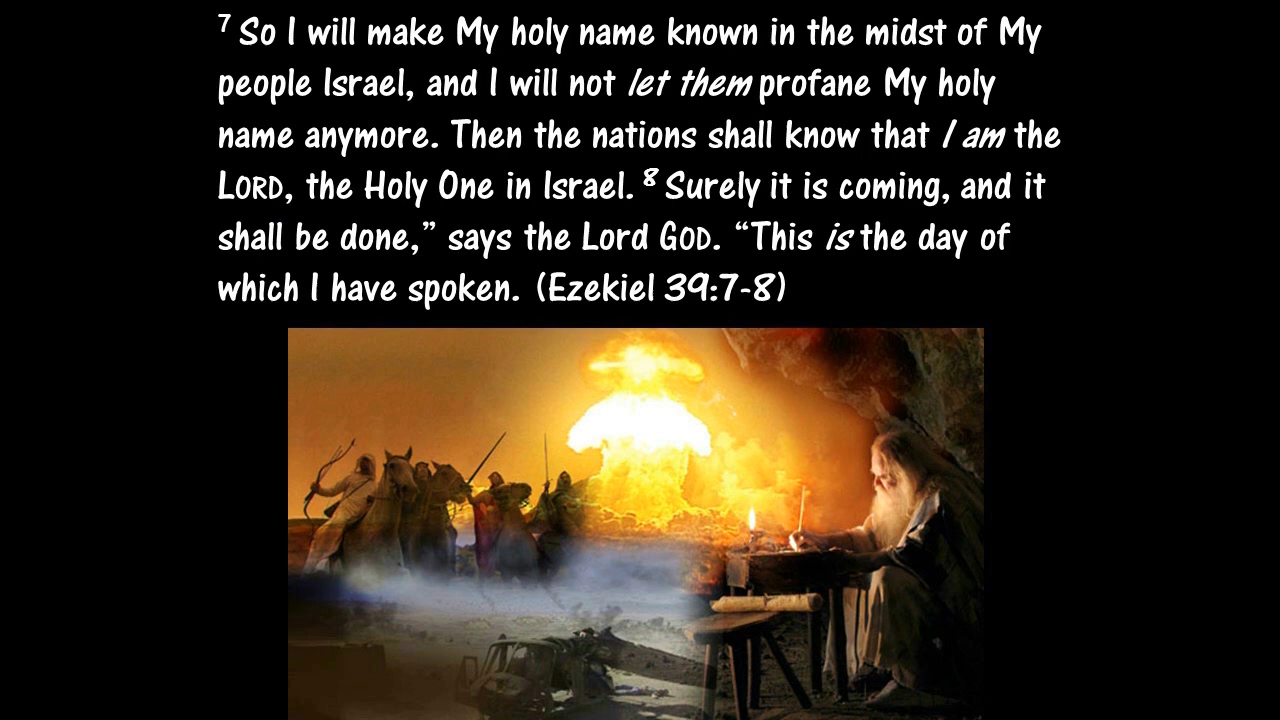 7 So I will make My holy name known in the midst of My
people Israel, and I will not let them profane My holy
name anymore. Then the nations shall know that I am the
LORD, the Holy One in Israel. 8 Surely it is coming, and it
shall be done,” says the Lord GOD. “This is the day of
which I have spoken. (Ezekiel 39:7-8)